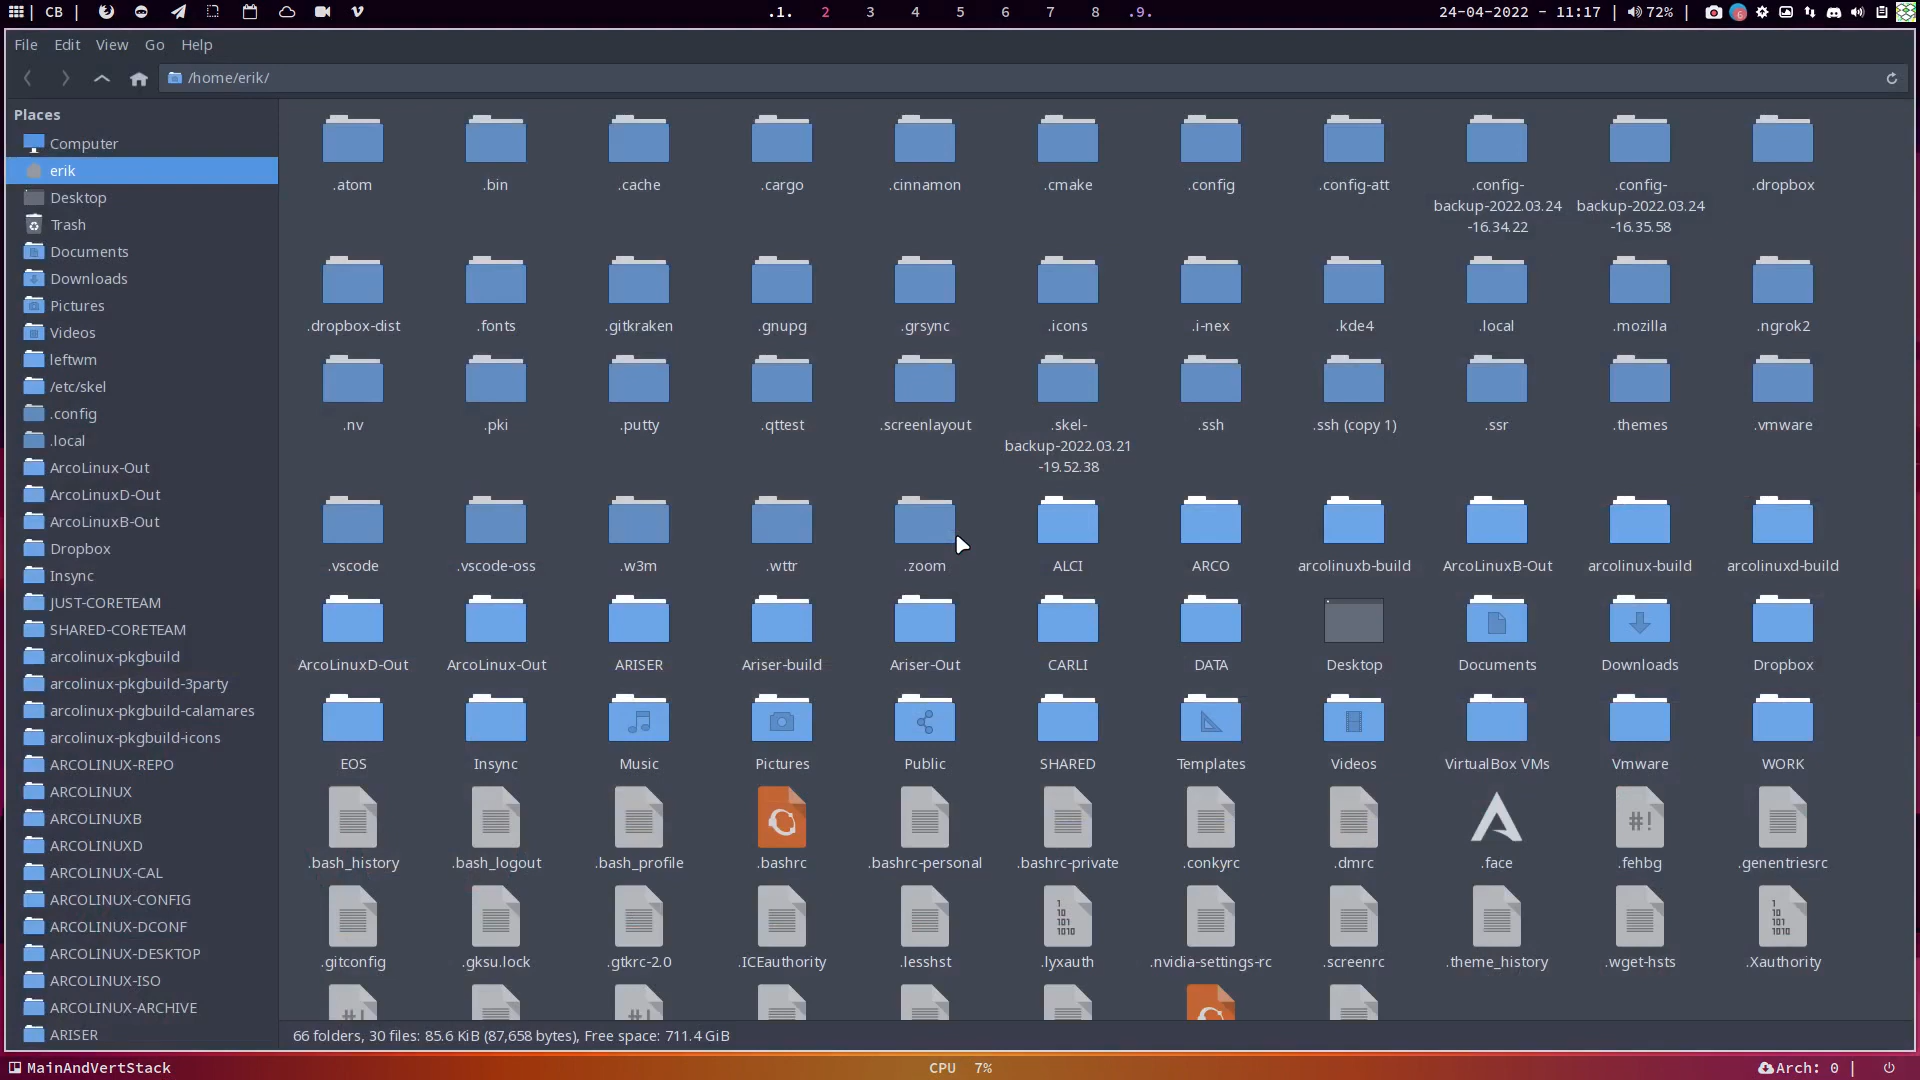 | CB |
.1. 2 3 4 5 6 7 8 .9.
24-04-2022 - 11:17 | 72% |
File Edit View Go Help
/home/erik/
Places
Computer
erik
Desktop
Trash
Documents
Downloads
Pictures
Videos
leftwm
/etc/skel
.config
.local
ArcoLinux-Out
ArcoLinuxD-Out
ArcoLinuxB-Out
Dropbox
Insync
JUST-CORETEAM
SHARED-CORETEAM
arcolinux-pkgbuild
arcolinux-pkgbuild-3party
arcolinux-pkgbuild-calamares
arcolinux-pkgbuild-icons
ARCOLINUX-REPO
ARCOLINUX
ARCOLINUXB
ARCOLINUXD
ARCOLINUX-CAL
ARCOLINUX-CONFIG
ARCOLINUX-DCONF
ARCOLINUX-DESKTOP
ARCOLINUX-ISO
ARCOLINUX-ARCHIVE
ARISER
.atom .bin .cache .cargo .cinnamon .cmake .config .config-att .config- .config- .dropbox
backup-2022.03.24 backup-2022.03.24
-16.34.22 -16.35.58
.dropbox-dist .fonts .gitkraken .gnupg .grsync .icons .i-nex .kde4 .local .mozilla .ngrok2
.nv .pki .putty .qttest .screenlayout .skel- .ssh .ssh (copy 1) .ssr .themes .vmware
backup-2022.03.21
-19.52.38
.vscode .vscode-oss .w3m .wttr .zoom ALCI ARCO arcolinuxb-build ArcoLinuxB-Out arcolinux-build arcolinuxd-build
ArcoLinuxD-Out ArcoLinux-Out ARISER Ariser-build Ariser-Out CARLI DATA Desktop Documents Downloads Dropbox
EOS Insync Music Pictures Public SHARED Templates Videos VirtualBox VMs Vmware WORK
.bash_history .bash_logout .bash_profile .bashrc .bashrc-personal .bashrc-private .conkyrc .dmrc .face .fehbg .genentriesrc
.gitconfig .gksu.lock .gtkrc-2.0 .ICEauthority .lesshst .lyxauth .nvidia-settings-rc .screenrc .theme_history .wget-hsts .Xauthority
66 folders, 30 files: 85.6 KiB (87,658 bytes), Free space: 711.4 GiB
MainAndVertStack
CPU 7%
Arch: 0 |